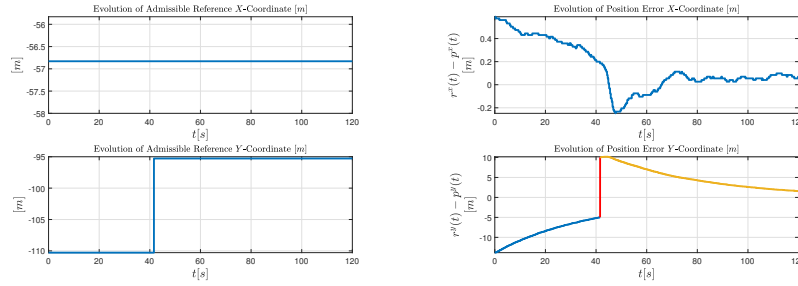 Evolution of Admissible Reference X-Coordinate [m]
-56
-56.5
-57
-57.5
-58
[m]
0 20 40 60 80 100 120
t[s]
Evolution of Position Error X-Coordinate [m]
0.4
0.2
0
0.2
r^x(t) − p^x(t)
[m]
0 20 40 60 80 100 120
t[s]
Evolution of Admissible Reference Y-Coordinate [m]
-95
-100
-105
-110
[m]
0 20 40 60 80 100 120
t[s]
Evolution of Position Error Y-Coordinate [m]
10
5
0
-5
-10
r^y(t) − p^y(t)
[m]
0 20 40 60 80 100 120
t[s]